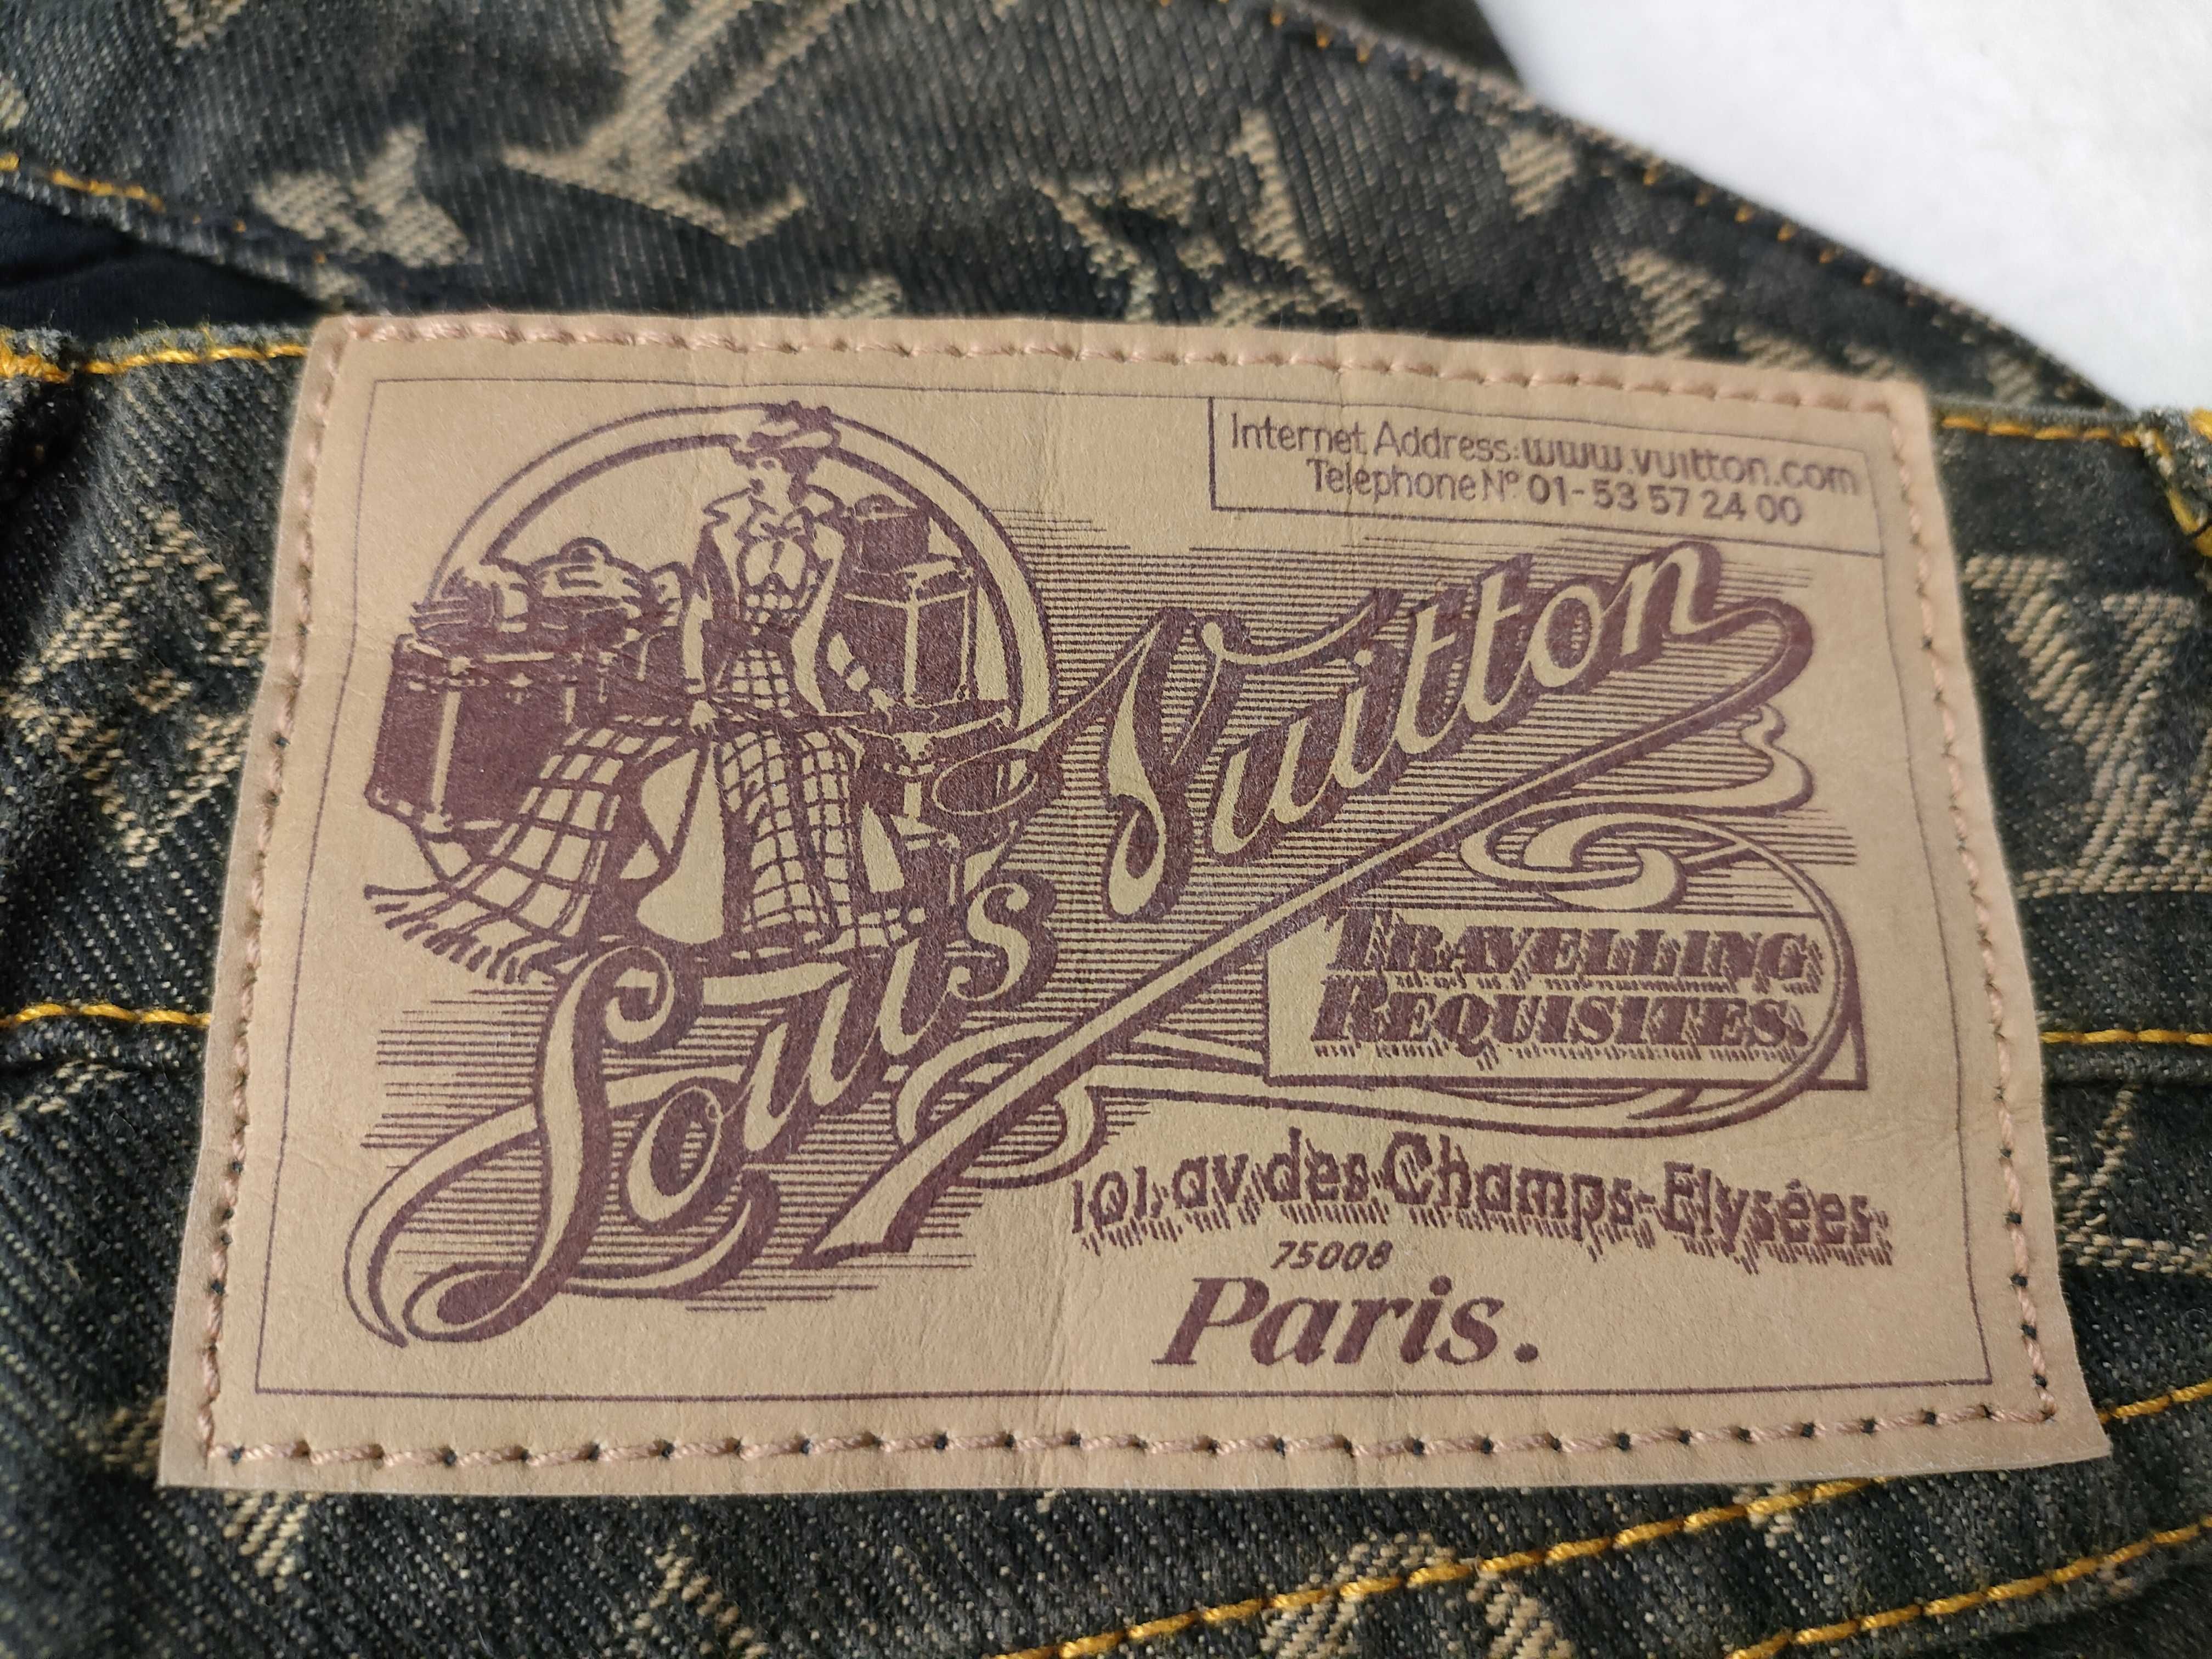 Internet Address:www.vuitton.com
Telephone Nº 01-53 57 24 00
Louis Vuitton
TRAVELLING
REQUISITES.
101, av des Champs-Elysées.
75008
Paris.